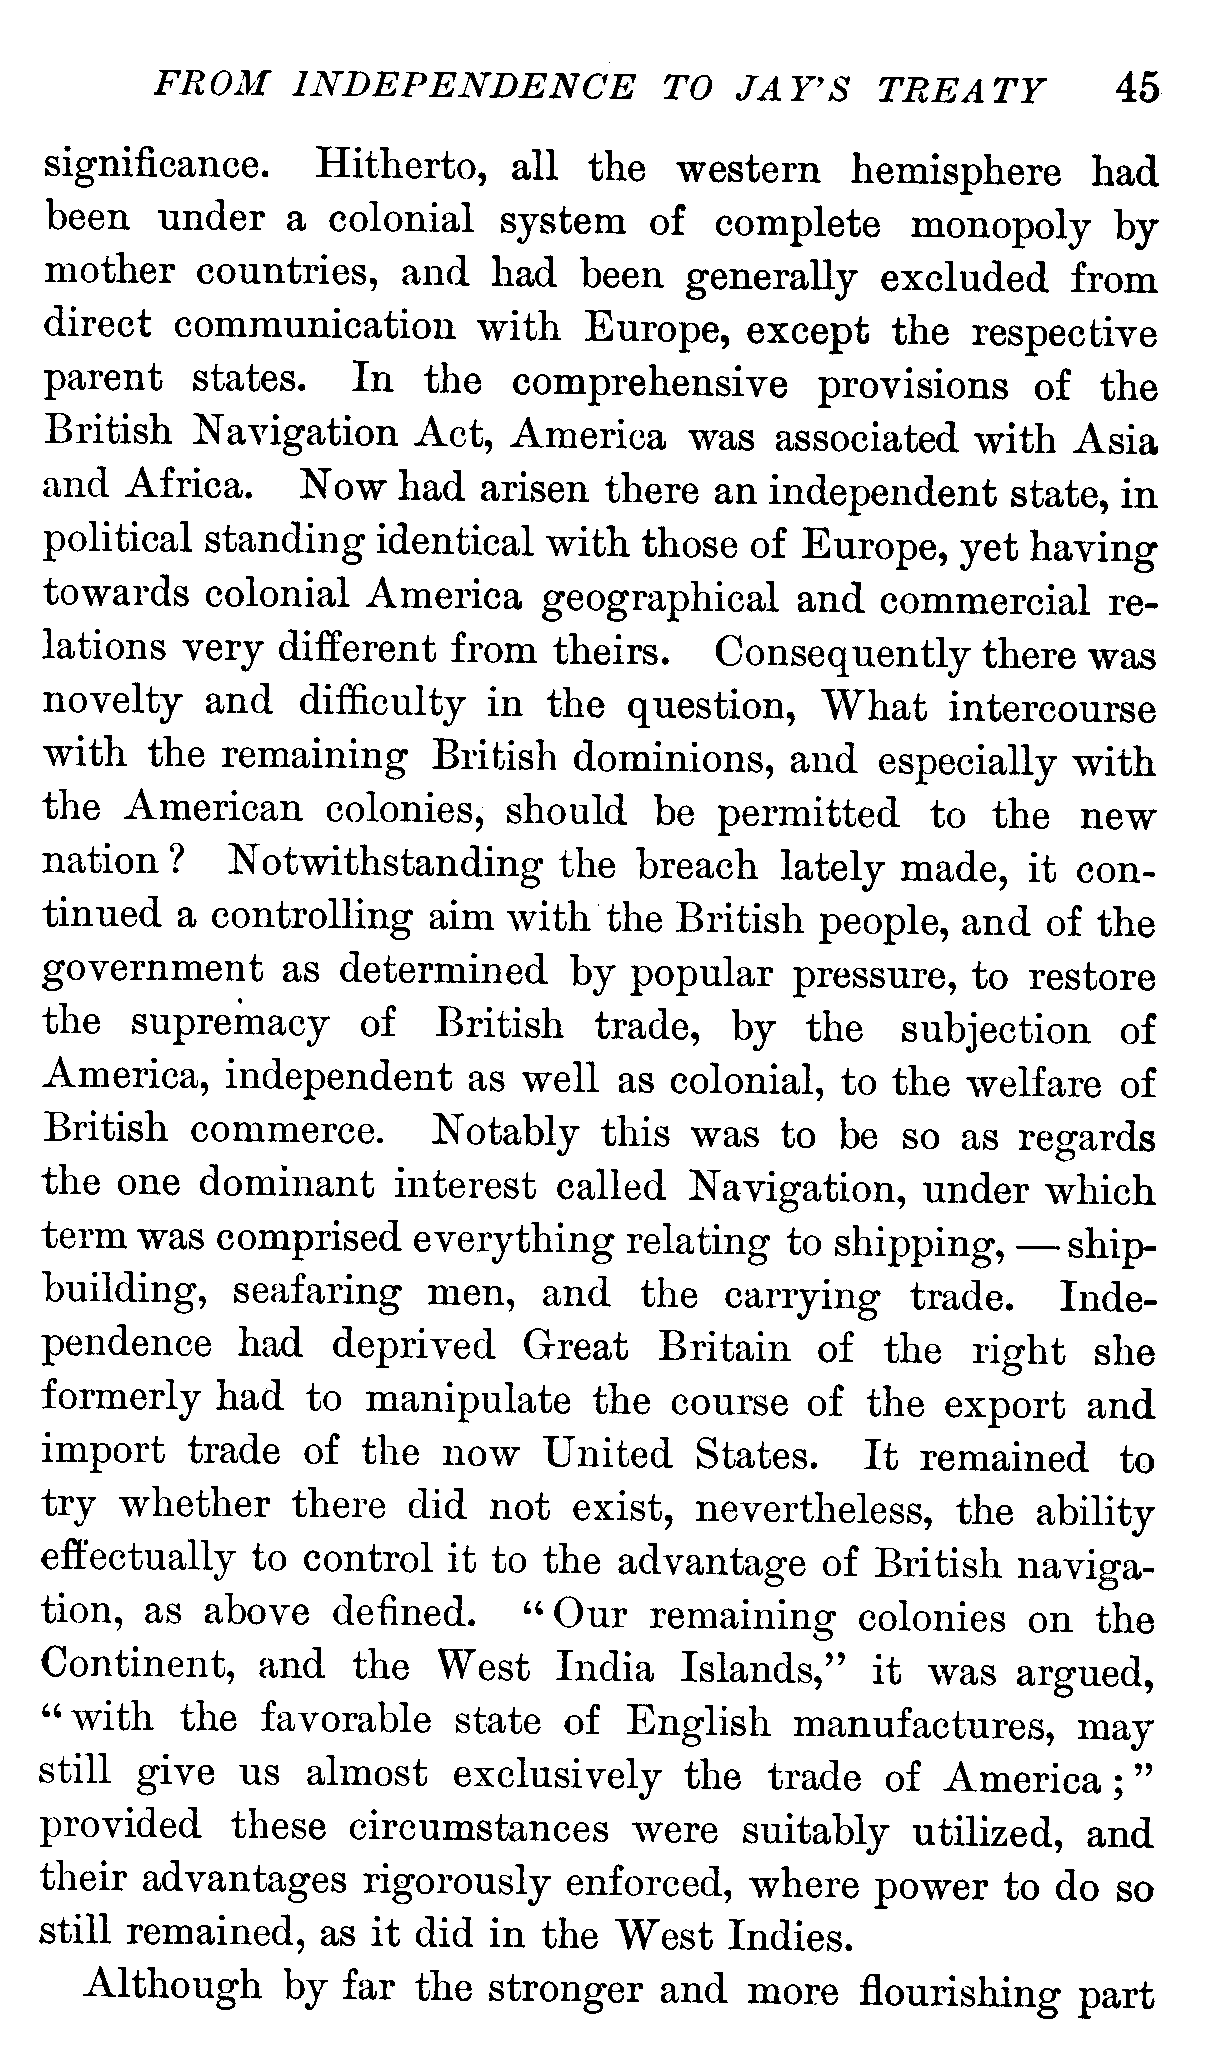 FROM INDEPENDENCE TO JAY'S TREATY 45
significance. Hitherto, all the western hemisphere had
been under a colonial system of complete monopoly by
mother countries, and had been generally excluded from
direct communication with Europe, except the respective
parent states. In the comprehensive provisions of the
British Navigation Act, America was associated with Asia
and Africa. Now had arisen there an independent state, in
political standing identical with those of Europe, yet having
towards colonial America geographical and commercial re-
lations very different from theirs. Consequently there was
novelty and difficulty in the question, What intercourse
with the remaining British dominions, and especially with
the American colonies, should be permitted to the new
nation? Notwithstanding the breach lately made, it con-
tinued a controlling aim with the British people, and of the
government as determined by popular pressure, to restore
the supremacy of British trade, by the subjection of
America, independent as well as colonial, to the welfare of
British commerce. Notably this was to be so as regards
the one dominant interest called Navigation, under which
term was comprised everything relating to shipping, — ship-
building, seafaring men, and the carrying trade. Inde-
pendence had deprived Great Britain of the right she
formerly had to manipulate the course of the export and
import trade of the now United States. It remained to
try whether there did not exist, nevertheless, the ability
effectually to control it to the advantage of British naviga-
tion, as above defined. "Our remaining colonies on the
Continent, and the West India Islands," it was argued,
"with the favorable state of English manufactures, may
still give us almost exclusively the trade of America;"
provided these circumstances were suitably utilized, and
their advantages rigorously enforced, where power to do so
still remained, as it did in the West Indies.
Although by far the stronger and more flourishing part